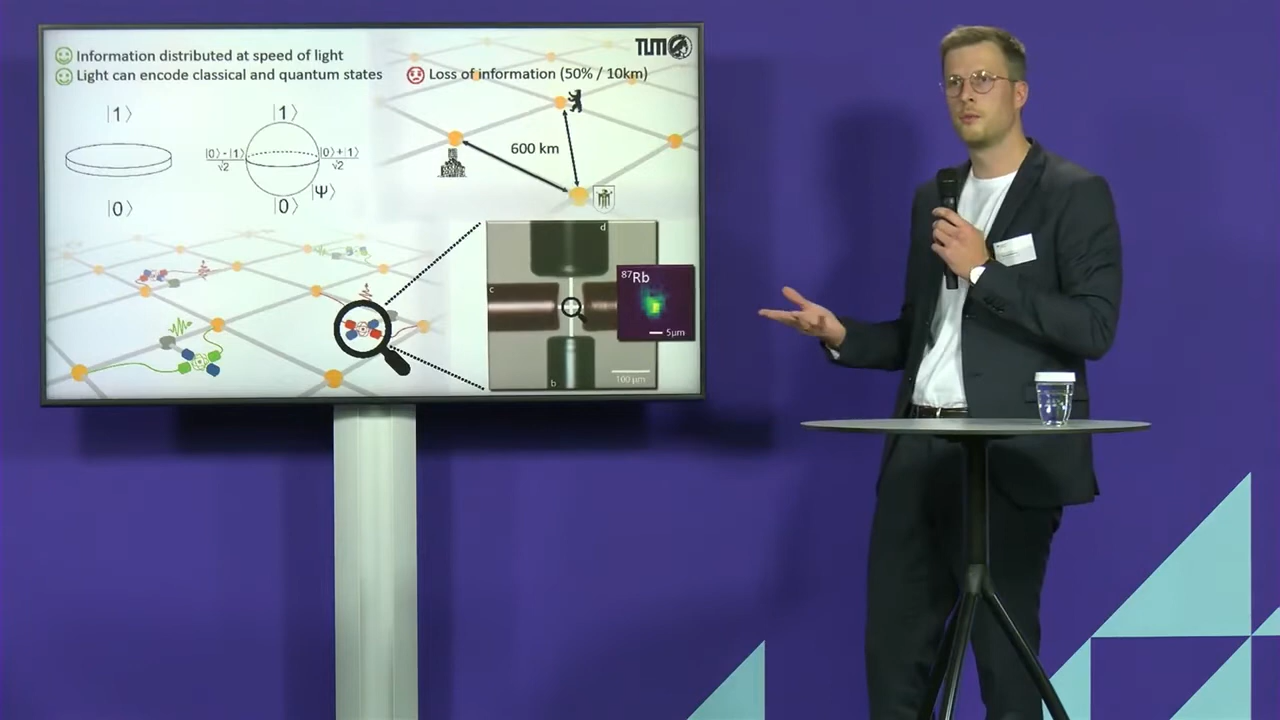 Information distributed at speed of light
Light can encode classical and quantum states
TUM
Loss of information (50% / 10km)
|1⟩
|0⟩
|1⟩
|0⟩-|1⟩
√2
|0⟩+|1⟩
√2
|Ψ⟩
|0⟩
600 km
d
c
b
100 µm
⁸⁷Rb
5µm